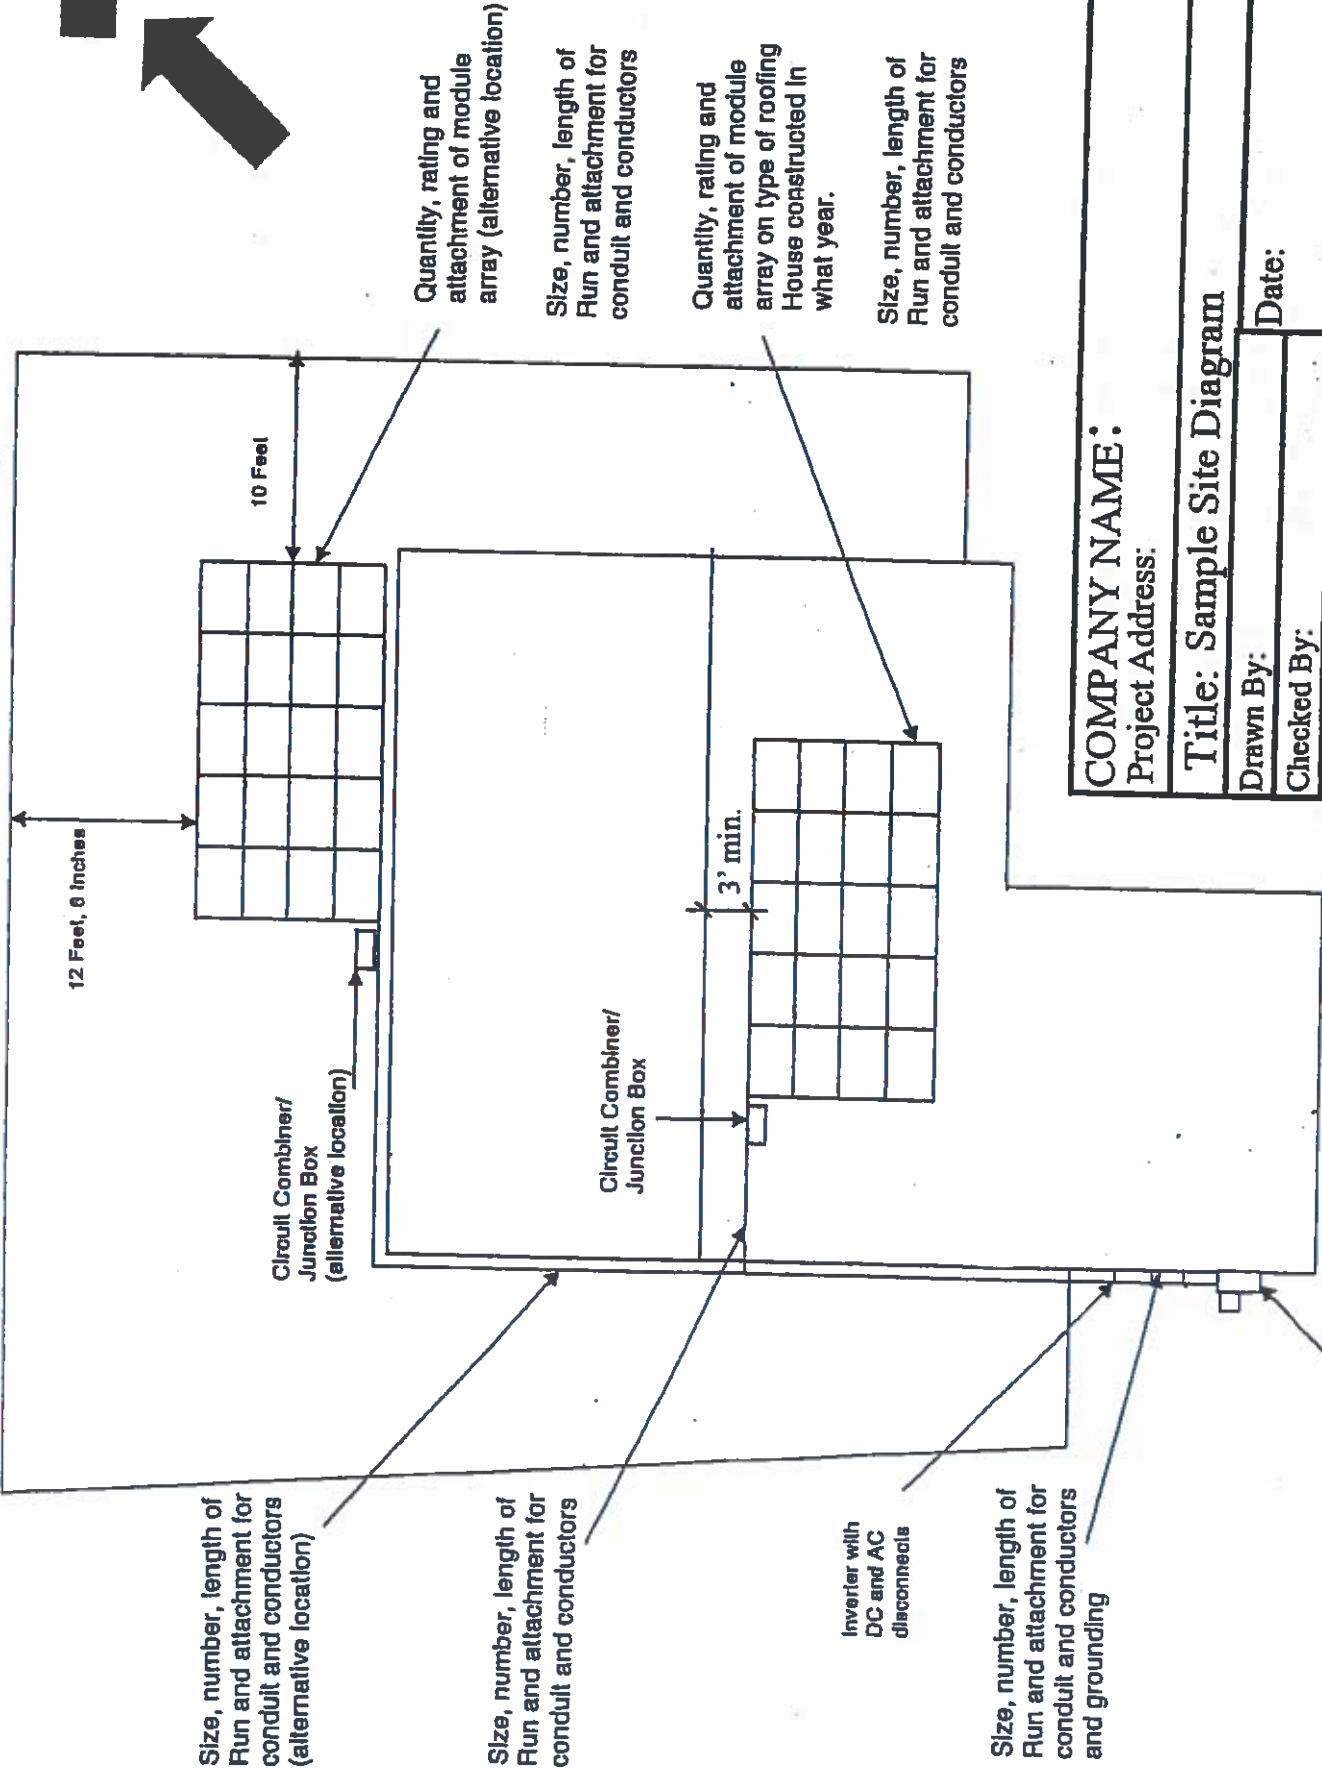 Quantity, rating and
attachment of module
array (alternative location)
Size, number, length of
Run and attachment for
conduit and conductors
Quantity, rating and
attachment of module
array on type of roofing
House constructed in
what year.
Size, number, length of
Run and attachment for
conduit and conductors
10 Feet
12 Feet, 6 Inches
3' min.
Circuit Combiner/
Junction Box
(alternative location)
Circuit Combiner/
Junction Box
Size, number, length of
Run and attachment for
conduit and conductors
(alternative location)
Size, number, length of
Run and attachment for
conduit and conductors
Inverter with
DC and AC
disconnects
Size, number, length of
Run and attachment for
conduit and conductors
and grounding
COMPANY NAME:
Project Address:
Title: Sample Site Diagram
Drawn By:
Date:
Checked By: